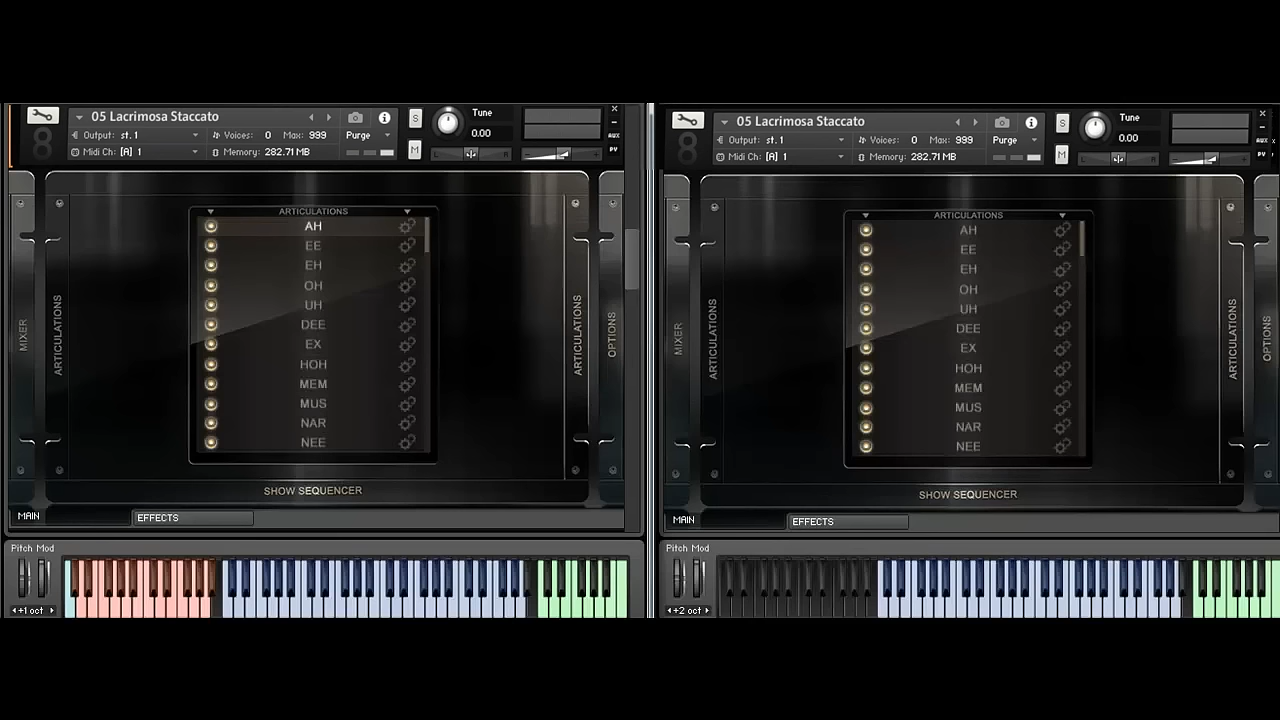 05 Lacrimosa Staccato
Output: st. 1
Voices: 0 Max: 999
Purge
Midi Ch: [A] 1
Memory: 282.71 MB
S
M
Tune
0.00
L R
AUX
PV
ARTICULATIONS
AH
EE
EH
OH
UH
DEE
EX
HOH
MEM
MUS
NAR
NEE
MIXER
ARTICULATIONS
ARTICULATIONS
OPTIONS
SHOW SEQUENCER
MAIN
EFFECTS
Pitch Mod
+1 oct
05 Lacrimosa Staccato
Output: st. 1
Voices: 0 Max: 999
Purge
Midi Ch: [A] 1
Memory: 282.71 MB
S
M
Tune
0.00
L R
AUX
PV
ARTICULATIONS
AH
EE
EH
OH
UH
DEE
EX
HOH
MEM
MUS
NAR
NEE
MIXER
ARTICULATIONS
ARTICULATIONS
OPTIONS
SHOW SEQUENCER
MAIN
EFFECTS
Pitch Mod
+2 oct